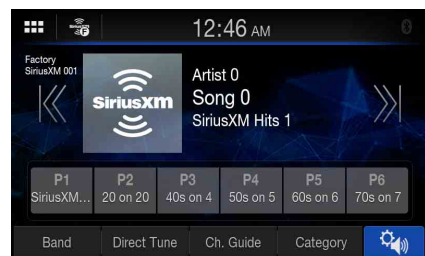 SiriusXM
F
12:46 AM
Factory
SiriusXM 001
SiriusXM
Artist 0
Song 0
SiriusXM Hits 1
P1
SiriusXM...
P2
20 on 20
P3
40s on 4
P4
50s on 5
P5
60s on 6
P6
70s on 7
Band
Direct Tune
Ch. Guide
Category